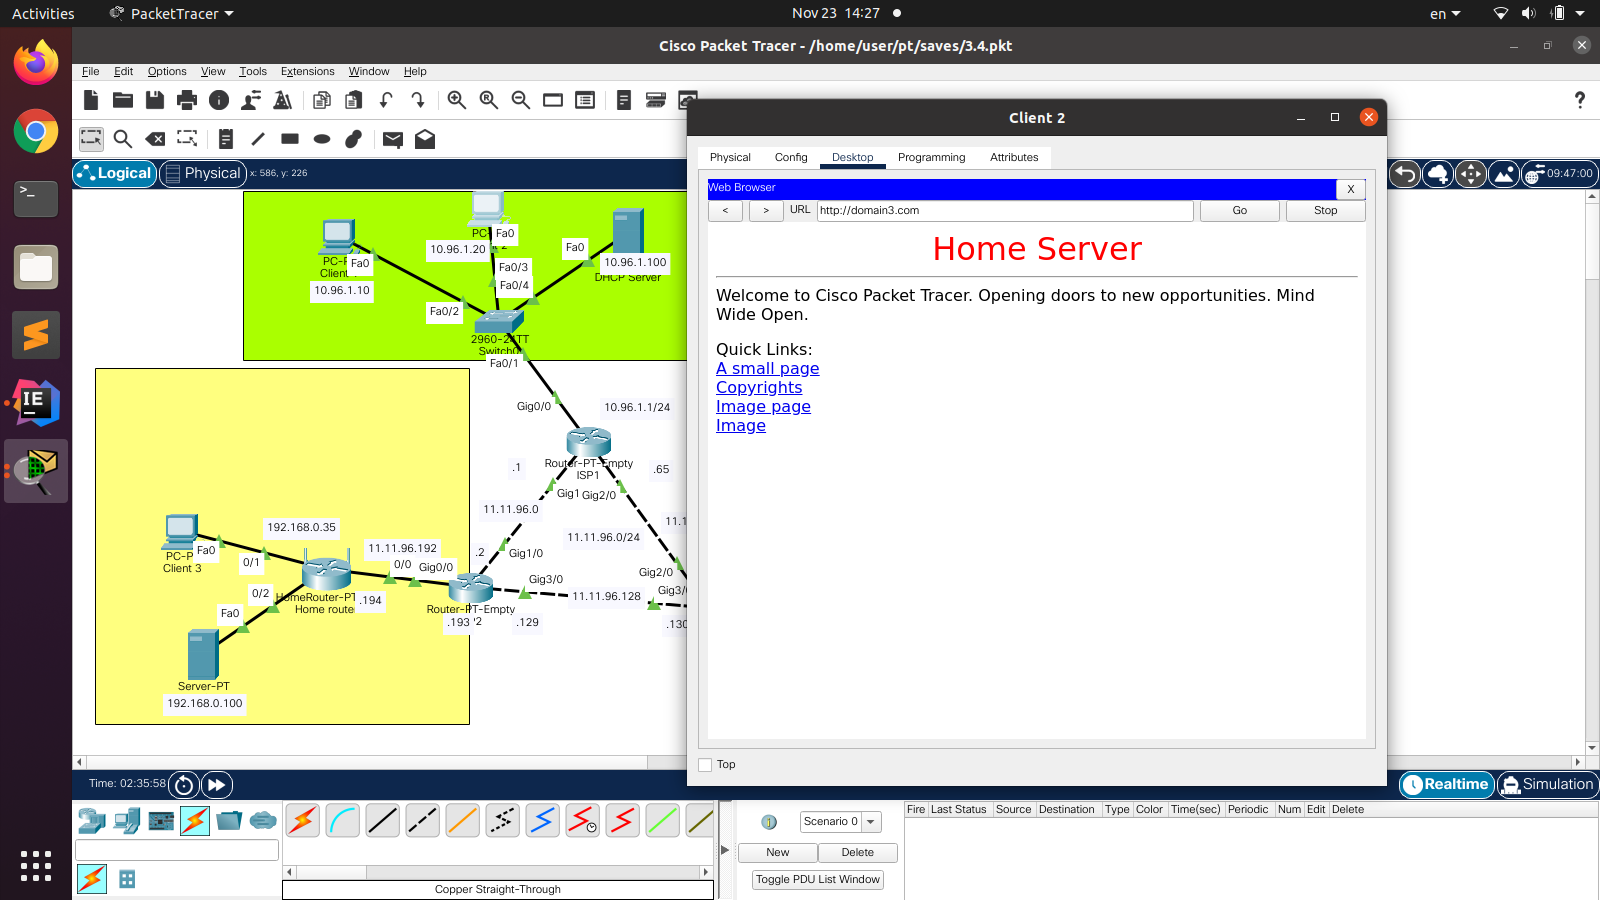 Activities
PacketTracer
Nov 23 14:27
en
Cisco Packet Tracer - /home/user/pt/saves/3.4.pkt
File Edit Options View Tools Extensions Window Help
Logical
Physical
x: 586, y: 226
09:47:00
Fa0
10.96.1.20
Fa0
Fa0
Fa0/3
10.96.1.100
DHCP Server
10.96.1.10
Fa0/4
Fa0/2
2960-24TT
Switch0
Fa0/1
Gig0/0
10.96.1.1/24
Router-PT-Empty
ISP1
.1
.65
Gig1
Gig2/0
11.11.96.0
11.1
11.11.96.0/24
192.168.0.35
Fa0
PC-P
Client 3
0/1
11.11.96.192
0/0
Gig0/0
.2
Gig1/0
Gig2/0
Gig3/0
Gig3/
11.11.96.128
0/2
HomeRouter-PT
Home route
.194
Router-PT-Empty
.193
.129
.130
Fa0
Server-PT
192.168.0.100
Client 2
Physical Config Desktop Programming Attributes
Web Browser
X
< > URL http://domain3.com Go Stop
Home Server
Welcome to Cisco Packet Tracer. Opening doors to new opportunities. Mind
Wide Open.
Quick Links:
A small page
Copyrights
Image page
Image
Top
Time: 02:35:58
Realtime
Simulation
Copper Straight-Through
Scenario 0
New
Delete
Toggle PDU List Window
Fire Last Status Source Destination Type Color Time(sec) Periodic Num Edit Delete